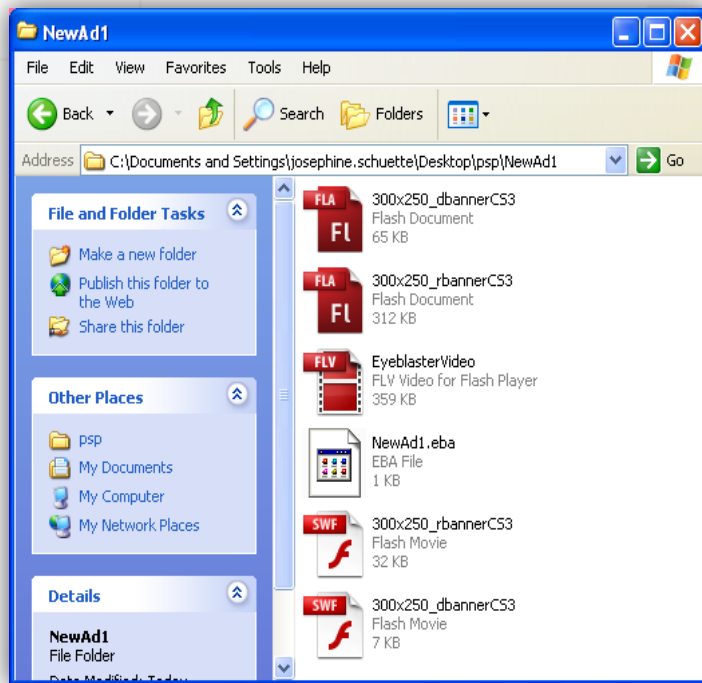 NewAd1
File Edit View Favorites Tools Help
Back Search Folders
Address C:\Documents and Settings\josephine.schuette\Desktop\psp\NewAd1 Go
File and Folder Tasks
Make a new folder
Publish this folder to
the Web
Share this folder
Other Places
psp
My Documents
My Computer
My Network Places
Details
NewAd1
File Folder
Date Modified: Today
FLA
Fl
300x250_dbannerCS3
Flash Document
65 KB
FLA
Fl
300x250_rbannerCS3
Flash Document
312 KB
FLV
EyeblasterVideo
FLV Video for Flash Player
359 KB
NewAd1.eba
EBA File
1 KB
SWF
300x250_rbannerCS3
Flash Movie
32 KB
SWF
300x250_dbannerCS3
Flash Movie
7 KB